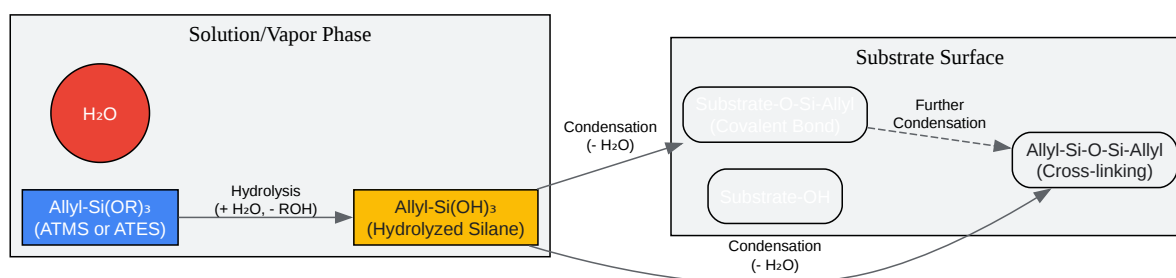 Solution/Vapor Phase
H₂O
Allyl-Si(OR)₃
(ATMS or ATES)
Hydrolysis
(+ H₂O, - ROH)
Allyl-Si(OH)₃
(Hydrolyzed Silane)
Condensation
(- H₂O)
Substrate Surface
Substrate-O-Si-Allyl
(Covalent Bond)
Further
Condensation
Substrate-OH
Allyl-Si-O-Si-Allyl
(Cross-linking)
Condensation
(- H₂O)